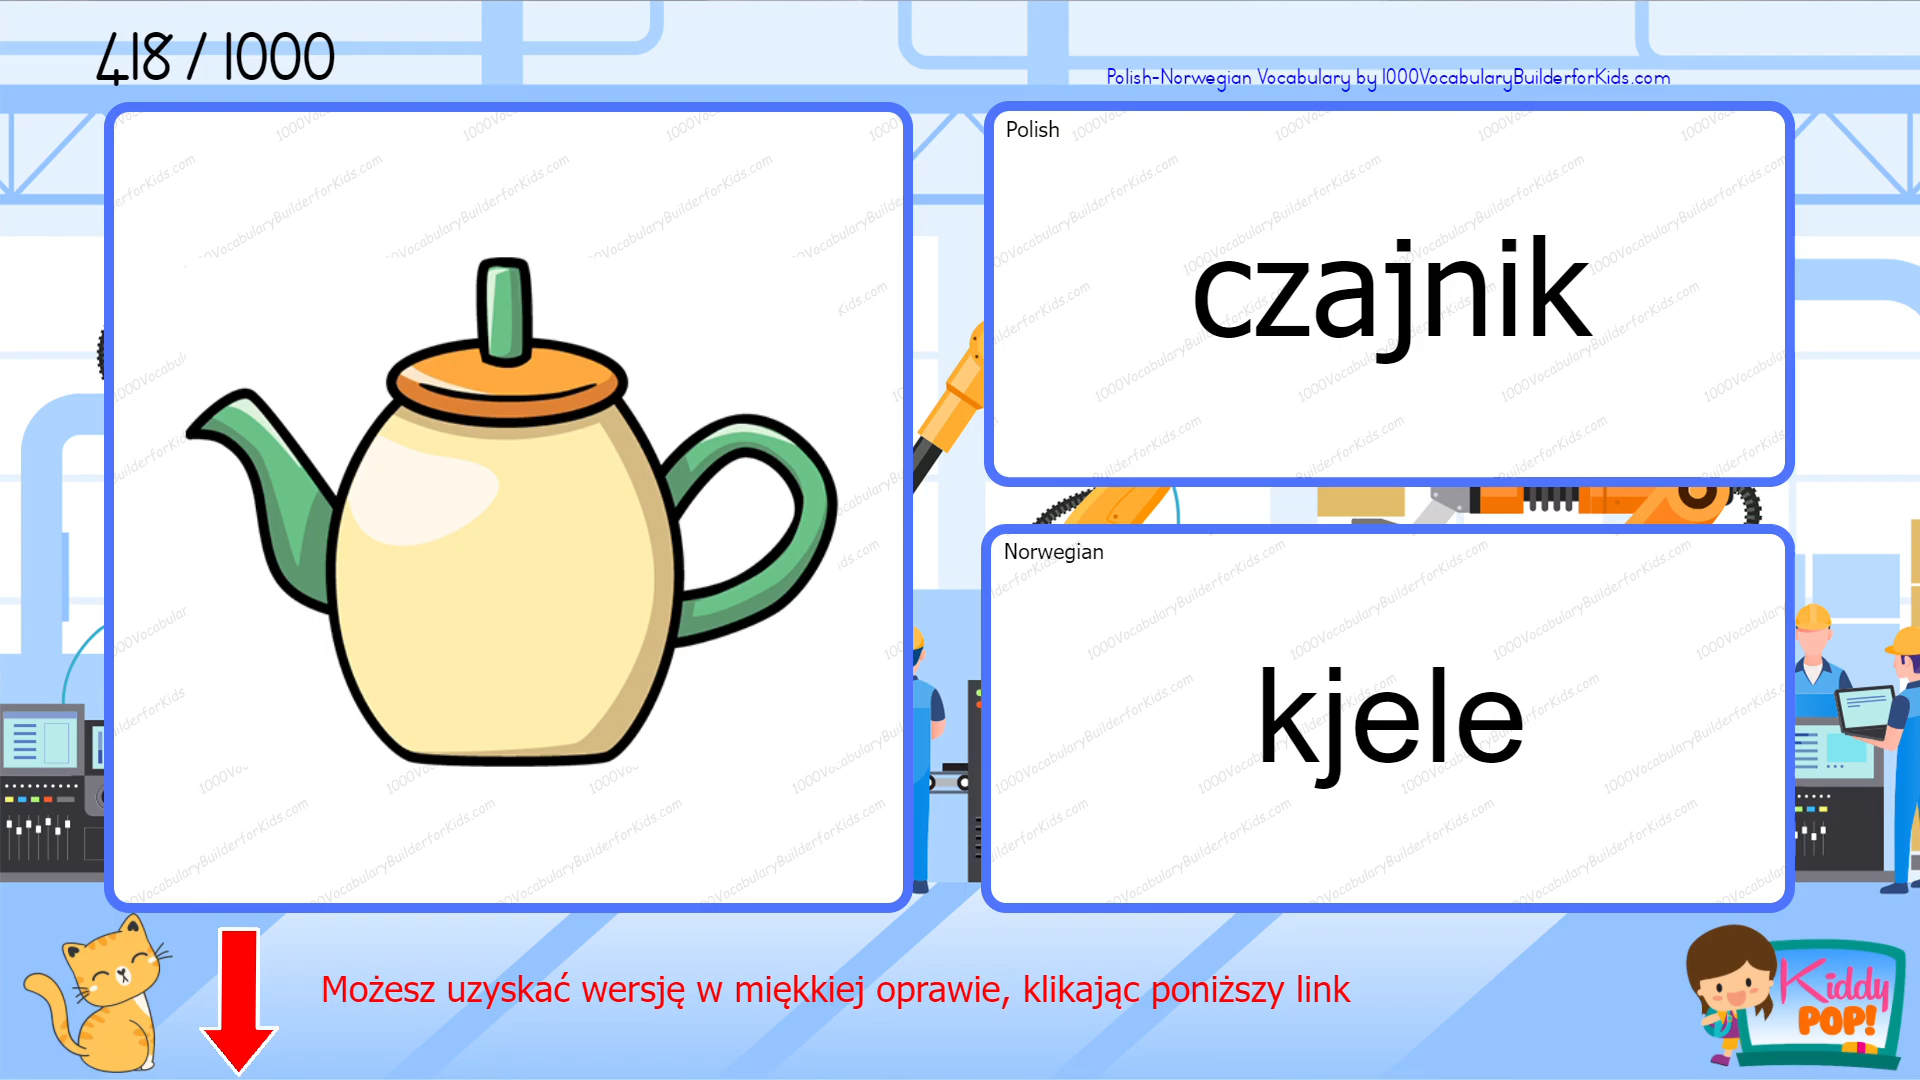 418 / 1000
Polish-Norwegian Vocabulary by 1000VocabularyBuilderforKids.com
Polish
czajnik
Norwegian
kjele
Możesz uzyskać wersję w miękkiej oprawie, klikając poniższy link
Kiddy
POP!